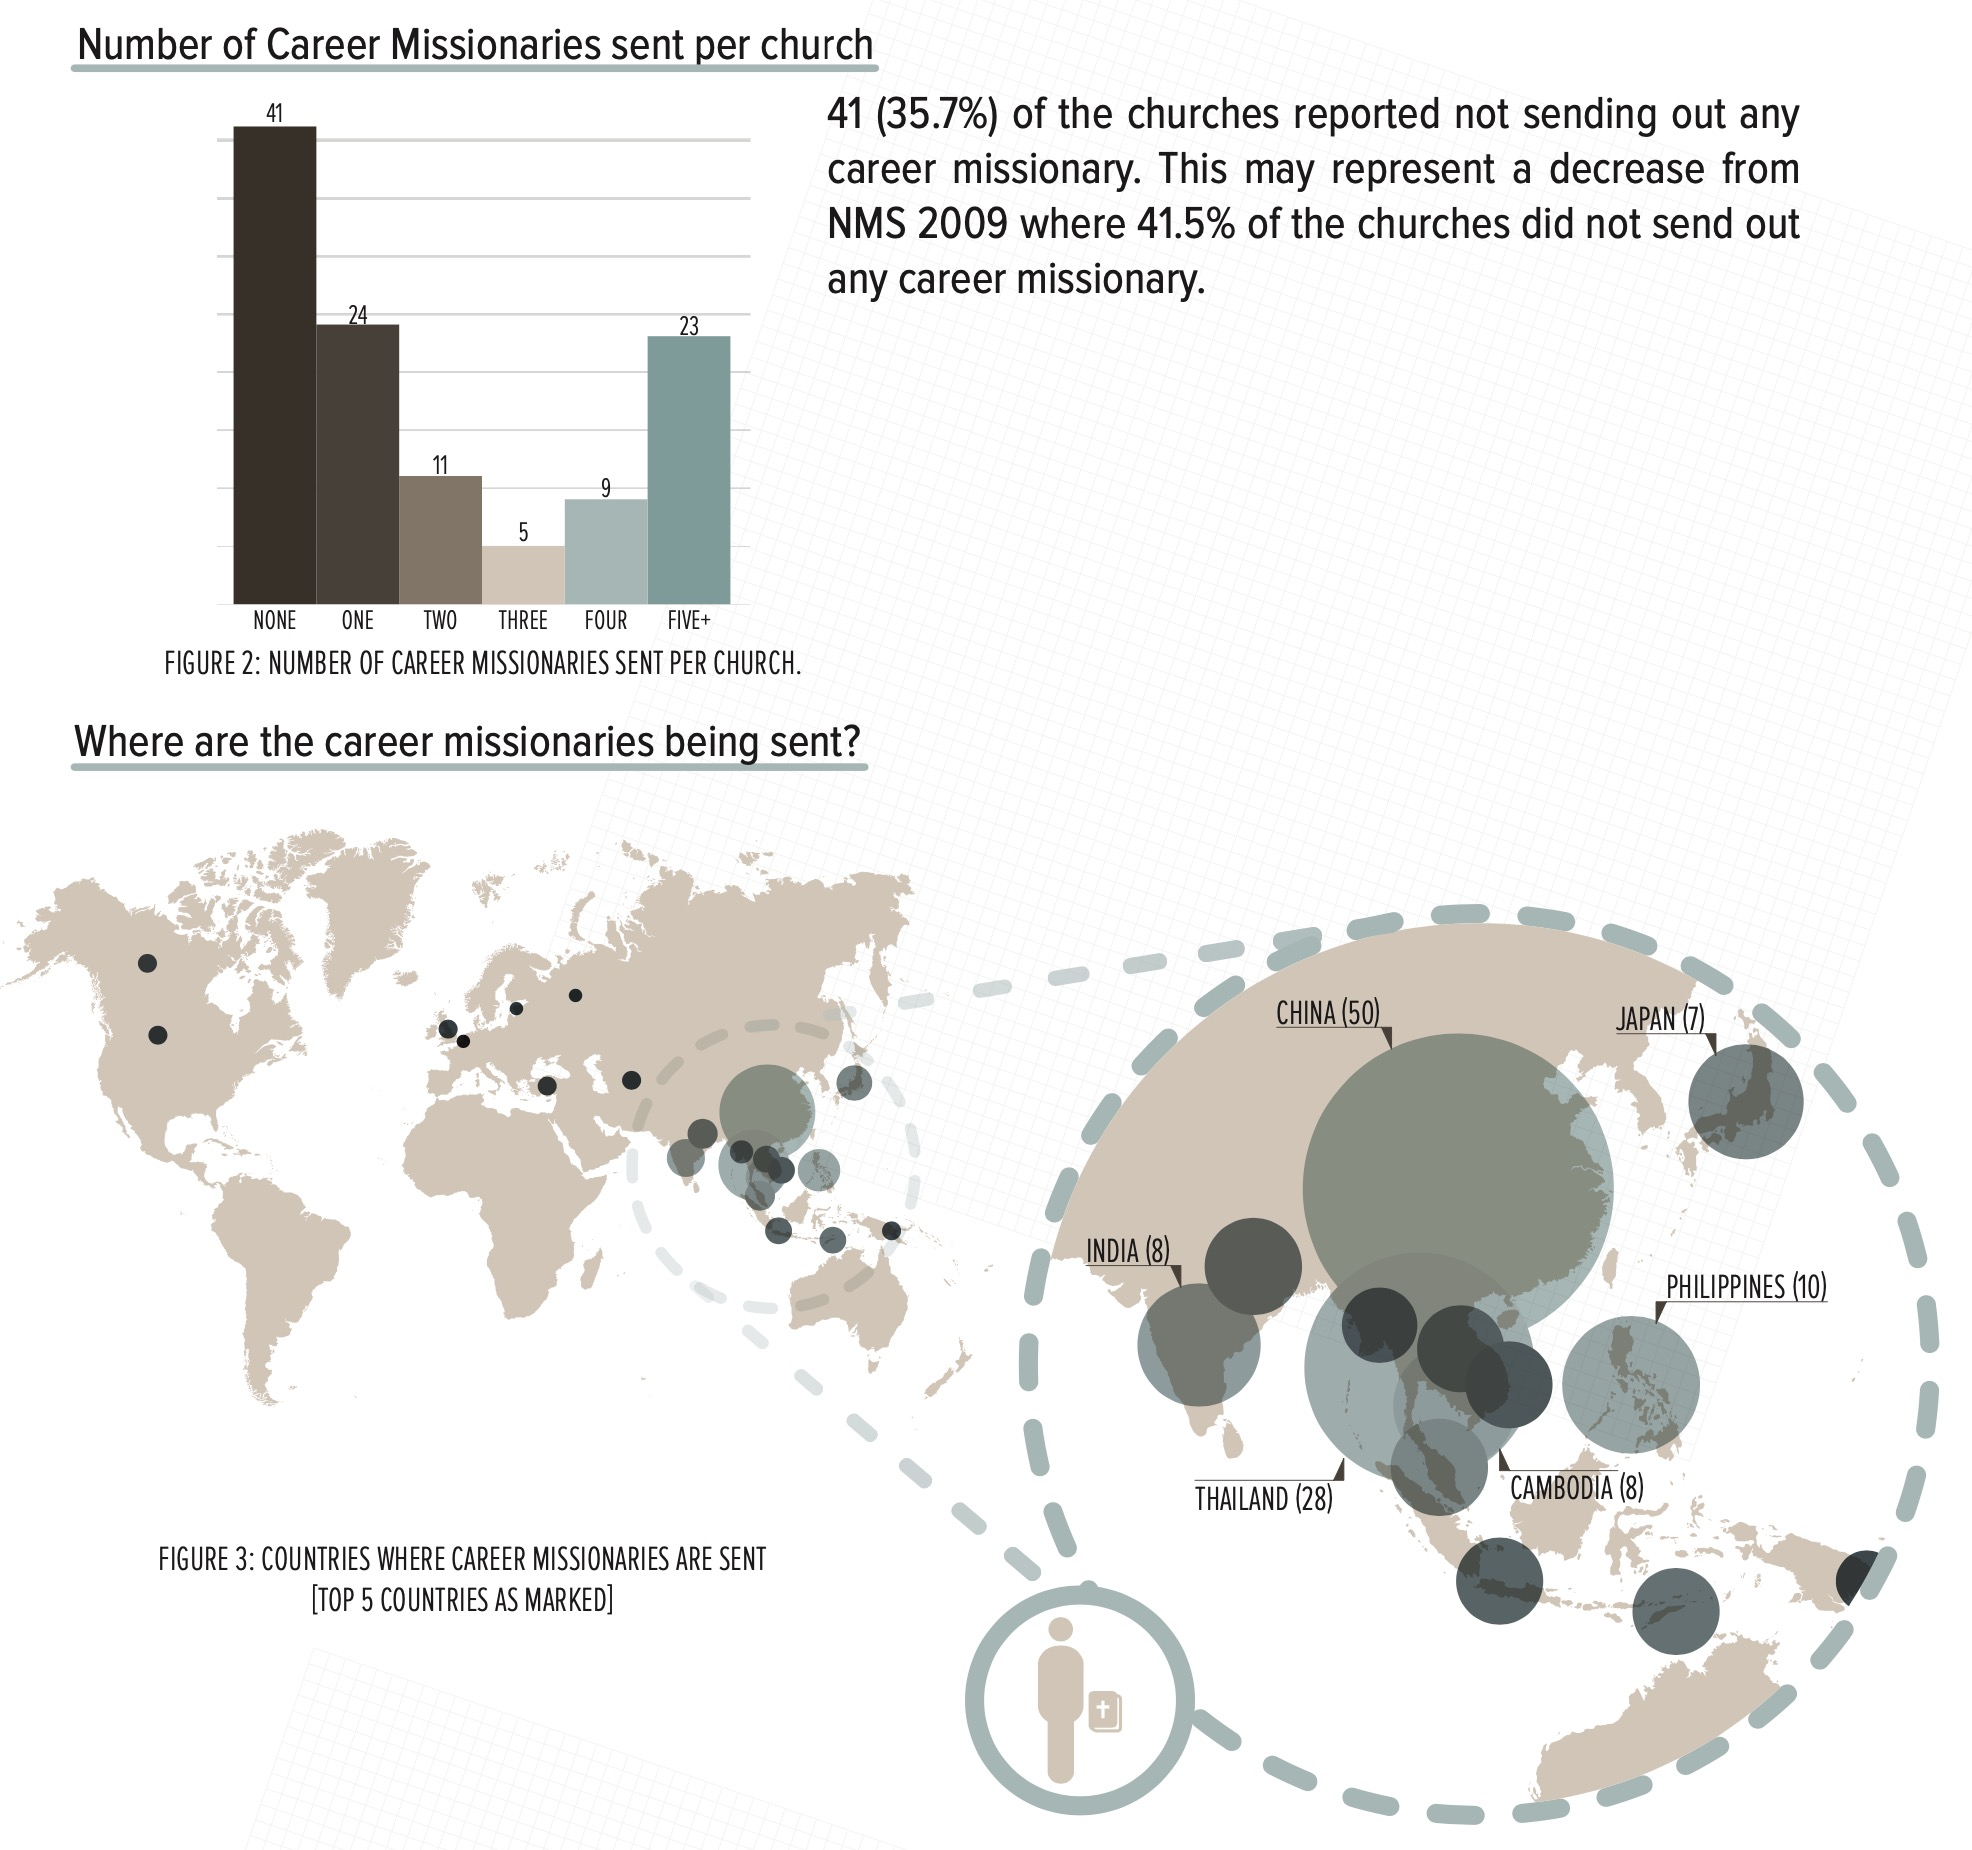 Number of Career Missionaries sent per church
41
24
11
5
9
23
NONE ONE TWO THREE FOUR FIVE+
FIGURE 2: NUMBER OF CAREER MISSIONARIES SENT PER CHURCH.
41 (35.7%) of the churches reported not sending out any
career missionary. This may represent a decrease from
NMS 2009 where 41.5% of the churches did not send out
any career missionary.
Where are the career missionaries being sent?
CHINA (50)
JAPAN (7)
INDIA (8)
PHILIPPINES (10)
THAILAND (28)
CAMBODIA (8)
FIGURE 3: COUNTRIES WHERE CAREER MISSIONARIES ARE SENT
[TOP 5 COUNTRIES AS MARKED]